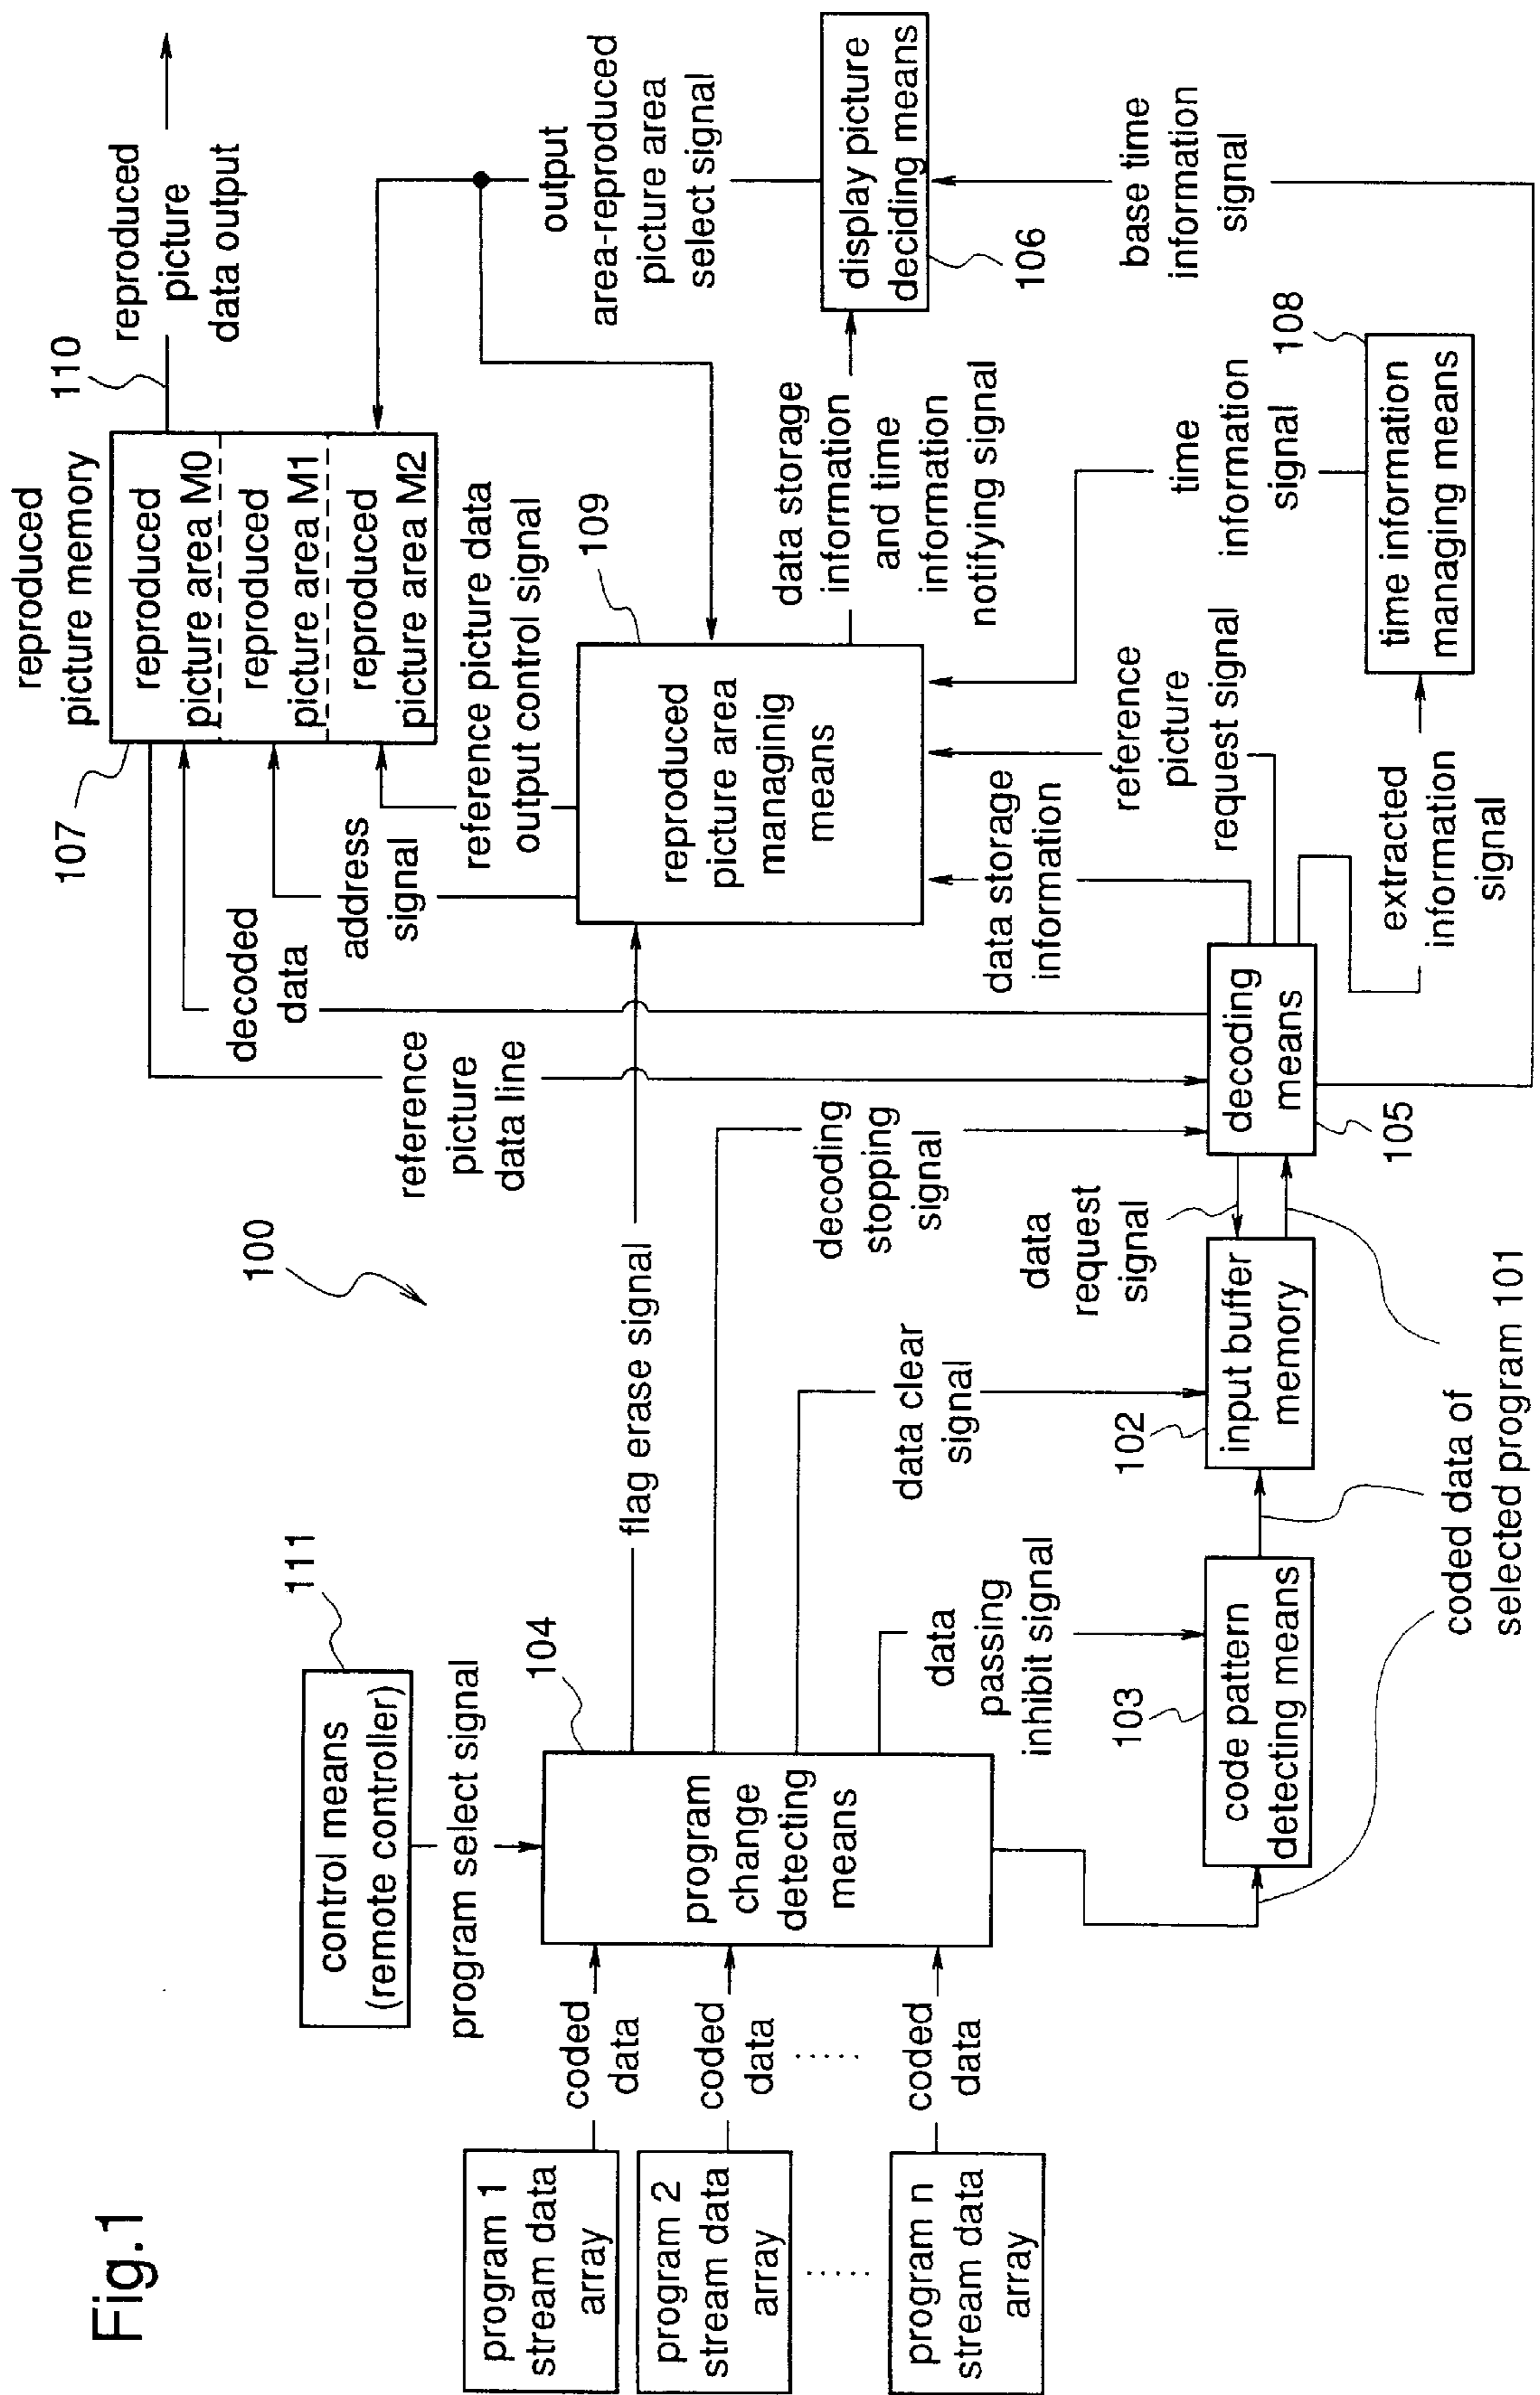 Fig.1
program 1
stream data
array
program 2
stream data
array
program n
stream data
array
coded
data
coded
data
coded
data
control means
(remote controller)
111
program select signal
104
program
change
detecting
means
flag erase signal
decoding
stopping
signal
data clear
signal
data
passing
inhibit signal
103
code pattern
detecting means
102
input buffer
memory
coded data of
selected program 101
data
request
signal
100
105
decoding
means
reference
picture
data line
decoded
data
address
signal
reference picture data
output control signal
107
reproduced
picture memory
reproduced
picture area M0
reproduced
picture area M1
reproduced
picture area M2
110
reproduced
picture
data output
109
reproduced
picture area
managinig
means
data storage
information
reference
picture
request signal
extracted
information
signal
time
information
signal
108
time information
managing means
data storage
information
and time
information
notifying signal
output
area-reproduced
picture area
select signal
display picture
deciding means
106
base time
information
signal